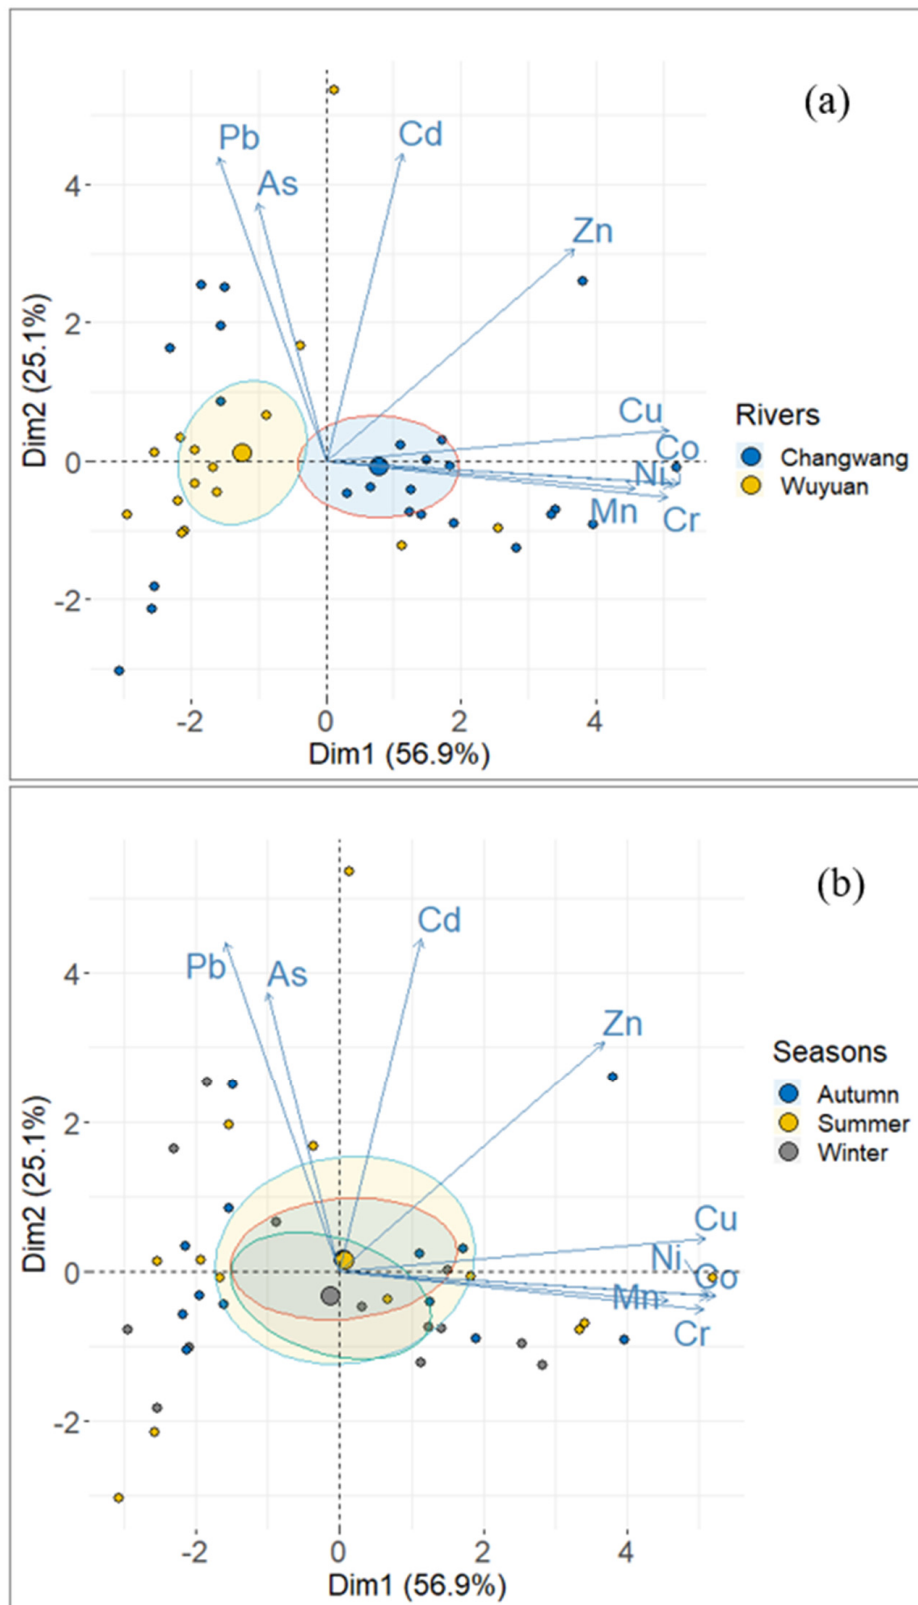 (a)
Pb
Cd
As
Zn
Cu
Co
Ni
Mn
Cr
4
2
0
-2
Dim2 (25.1%)
-2 0 2 4
Dim1 (56.9%)
Rivers
Changwang
Wuyuan
(b)
Cd
Pb
As
Zn
Cu
Ni
Co
Mn
Cr
4
2
0
-2
Dim2 (25.1%)
-2 0 2 4
Dim1 (56.9%)
Seasons
Autumn
Summer
Winter